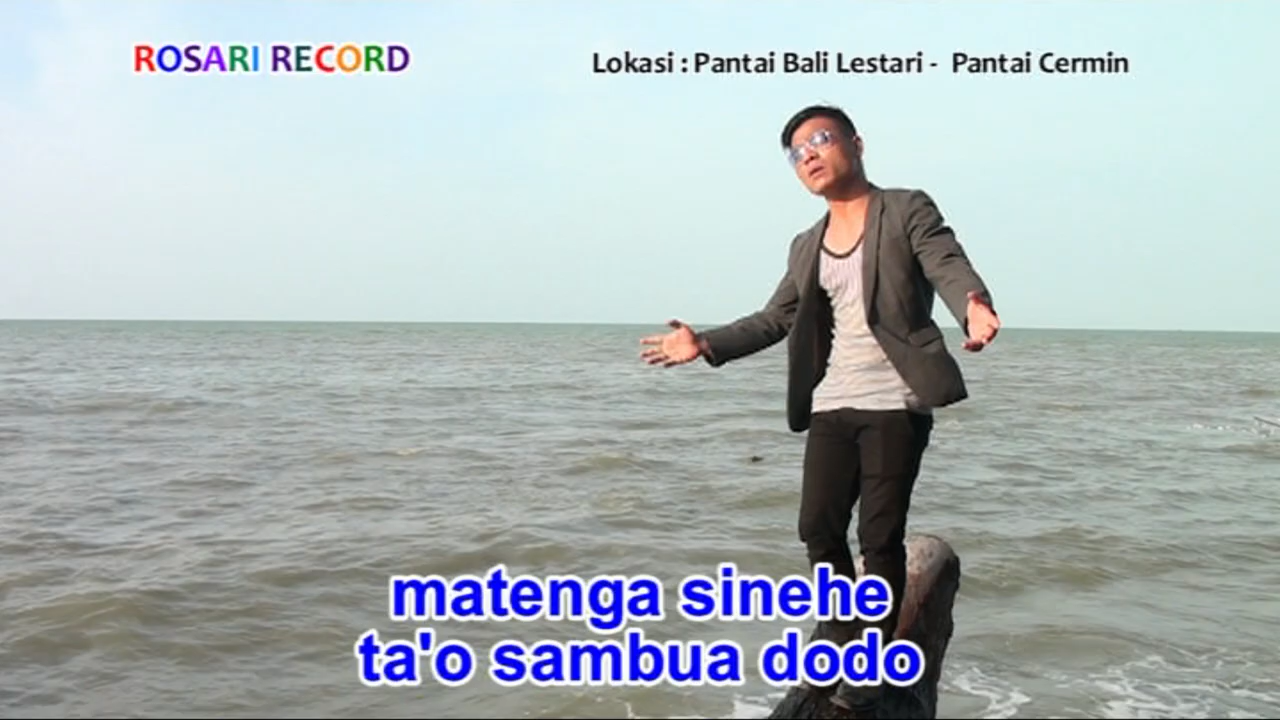 ROSARI RECORD
Lokasi : Pantai Bali Lestari - Pantai Cermin
matenga sinehe
ta'o sambua dodo